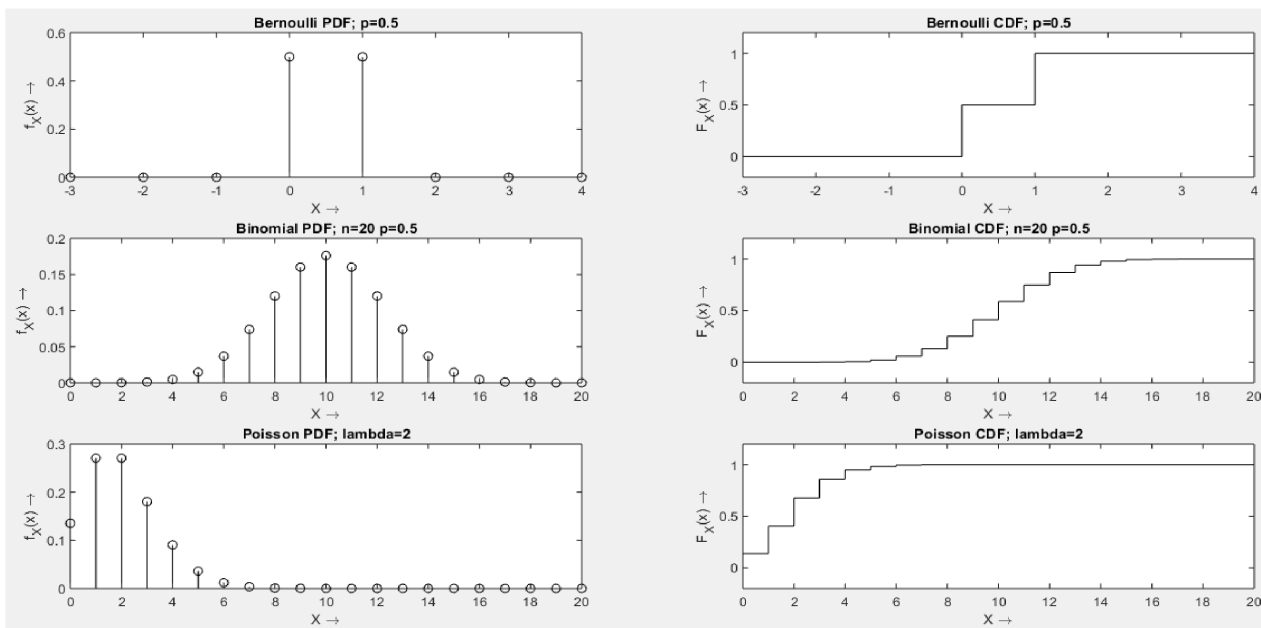 Bernoulli PDF; p=0.5
0.6
0.4
0.2
0
f_X(x) →
-3 -2 -1 0 1 2 3 4
X →
Bernoulli CDF; p=0.5
1
0.5
0
F_X(x) →
-3 -2 -1 0 1 2 3 4
X →
Binomial PDF; n=20 p=0.5
0.2
0.15
0.1
0.05
0
f_X(x) →
0 2 4 6 8 10 12 14 16 18 20
X →
Binomial CDF; n=20 p=0.5
1
0.5
0
F_X(x) →
0 2 4 6 8 10 12 14 16 18 20
X →
Poisson PDF; lambda=2
0.3
0.2
0.1
0
f_X(x) →
0 2 4 6 8 10 12 14 16 18 20
X →
Poisson CDF; lambda=2
1
0.5
0
F_X(x) →
0 2 4 6 8 10 12 14 16 18 20
X →